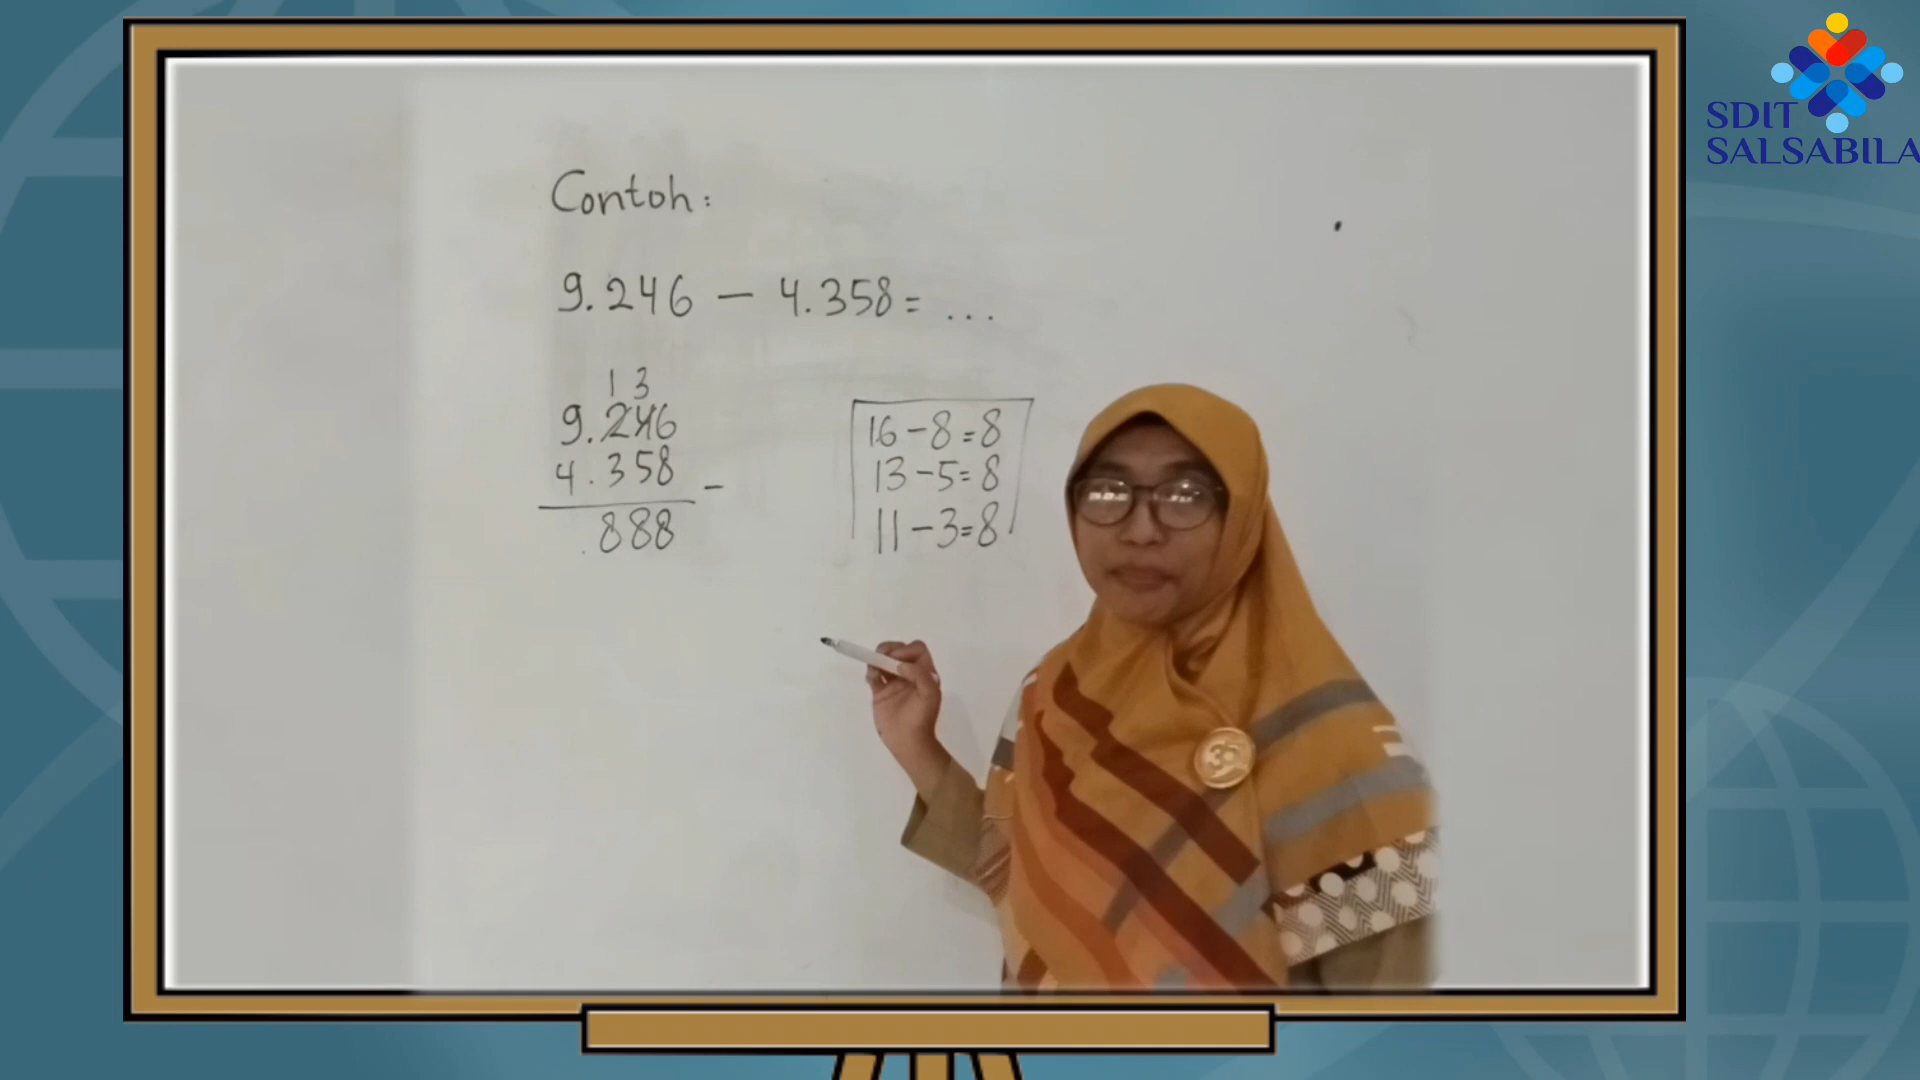 SDIT
SALSABILA
Contoh:
9.246 – 4.358 = ...
1 3
9.246
4.358 –
.888
16 – 8 = 8
13 – 5 = 8
11 – 3 = 8